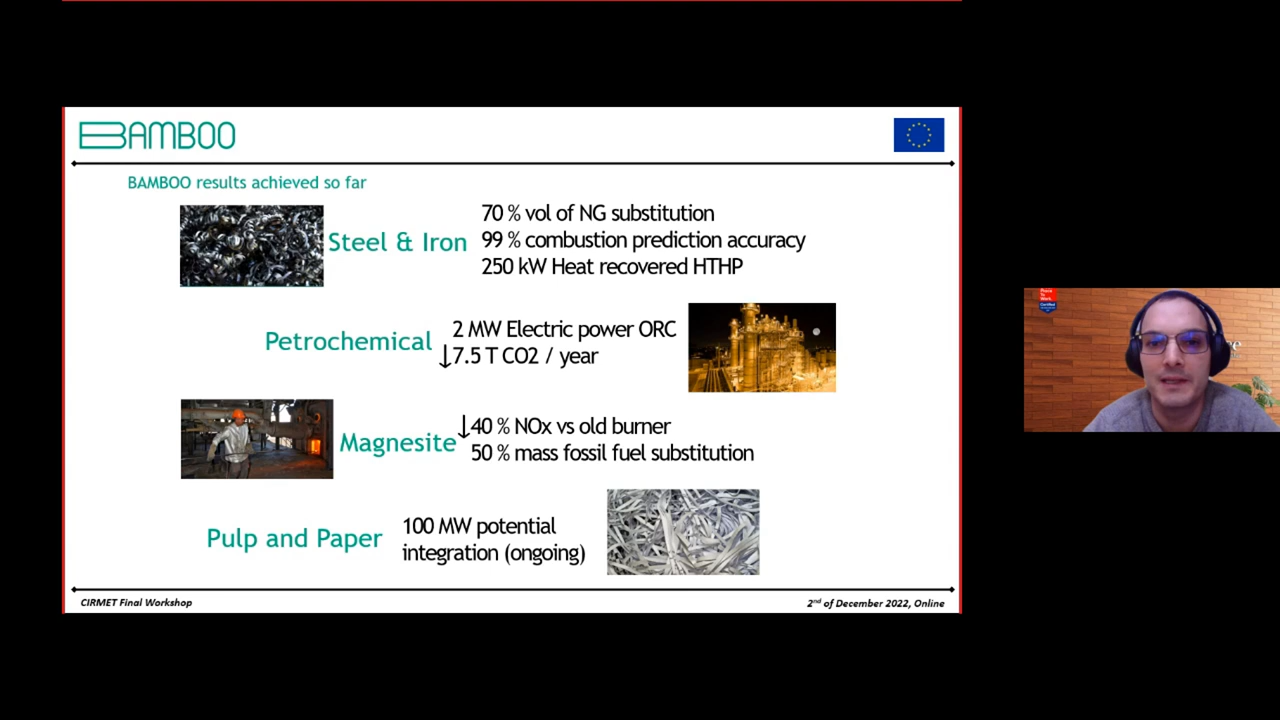 BAMBOO
BAMBOO results achieved so far
Steel & Iron
70 % vol of NG substitution
99 % combustion prediction accuracy
250 kW Heat recovered HTHP
Petrochemical
2 MW Electric power ORC
↓7.5 T CO2 / year
Magnesite
↓40 % NOx vs old burner
50 % mass fossil fuel substitution
Pulp and Paper
100 MW potential
integration (ongoing)
CIRMET Final Workshop
2nd of December 2022, Online